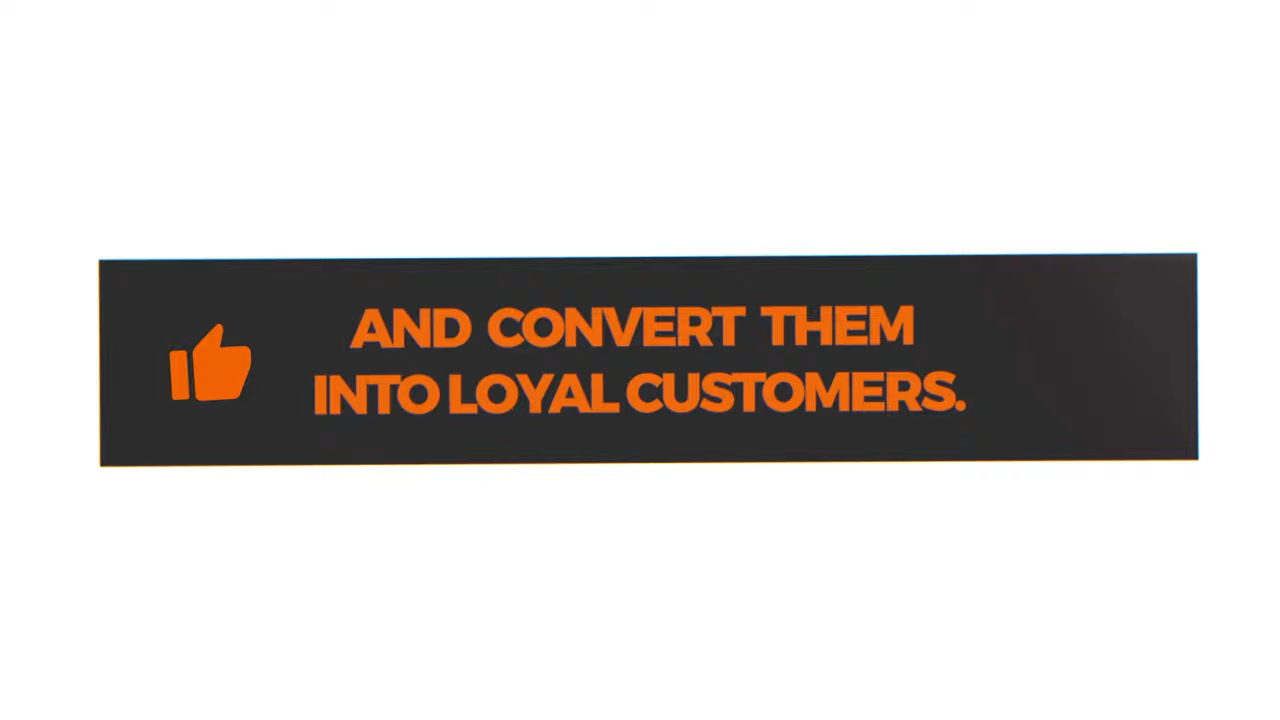 AND CONVERT THEM
INTO LOYAL CUSTOMERS.